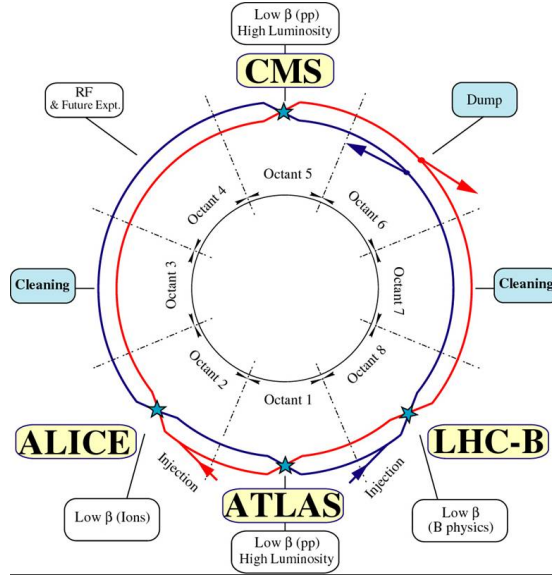 Low β (pp)
High Luminosity
CMS
RF
& Future Expt.
Dump
Octant 5
Octant 4
Octant 6
Cleaning
Octant 3
Octant 7
Cleaning
Octant 2
Octant 8
Octant 1
ALICE
LHC-B
Injection
Injection
ATLAS
Low β (Ions)
Low β
(B physics)
Low β (pp)
High Luminosity